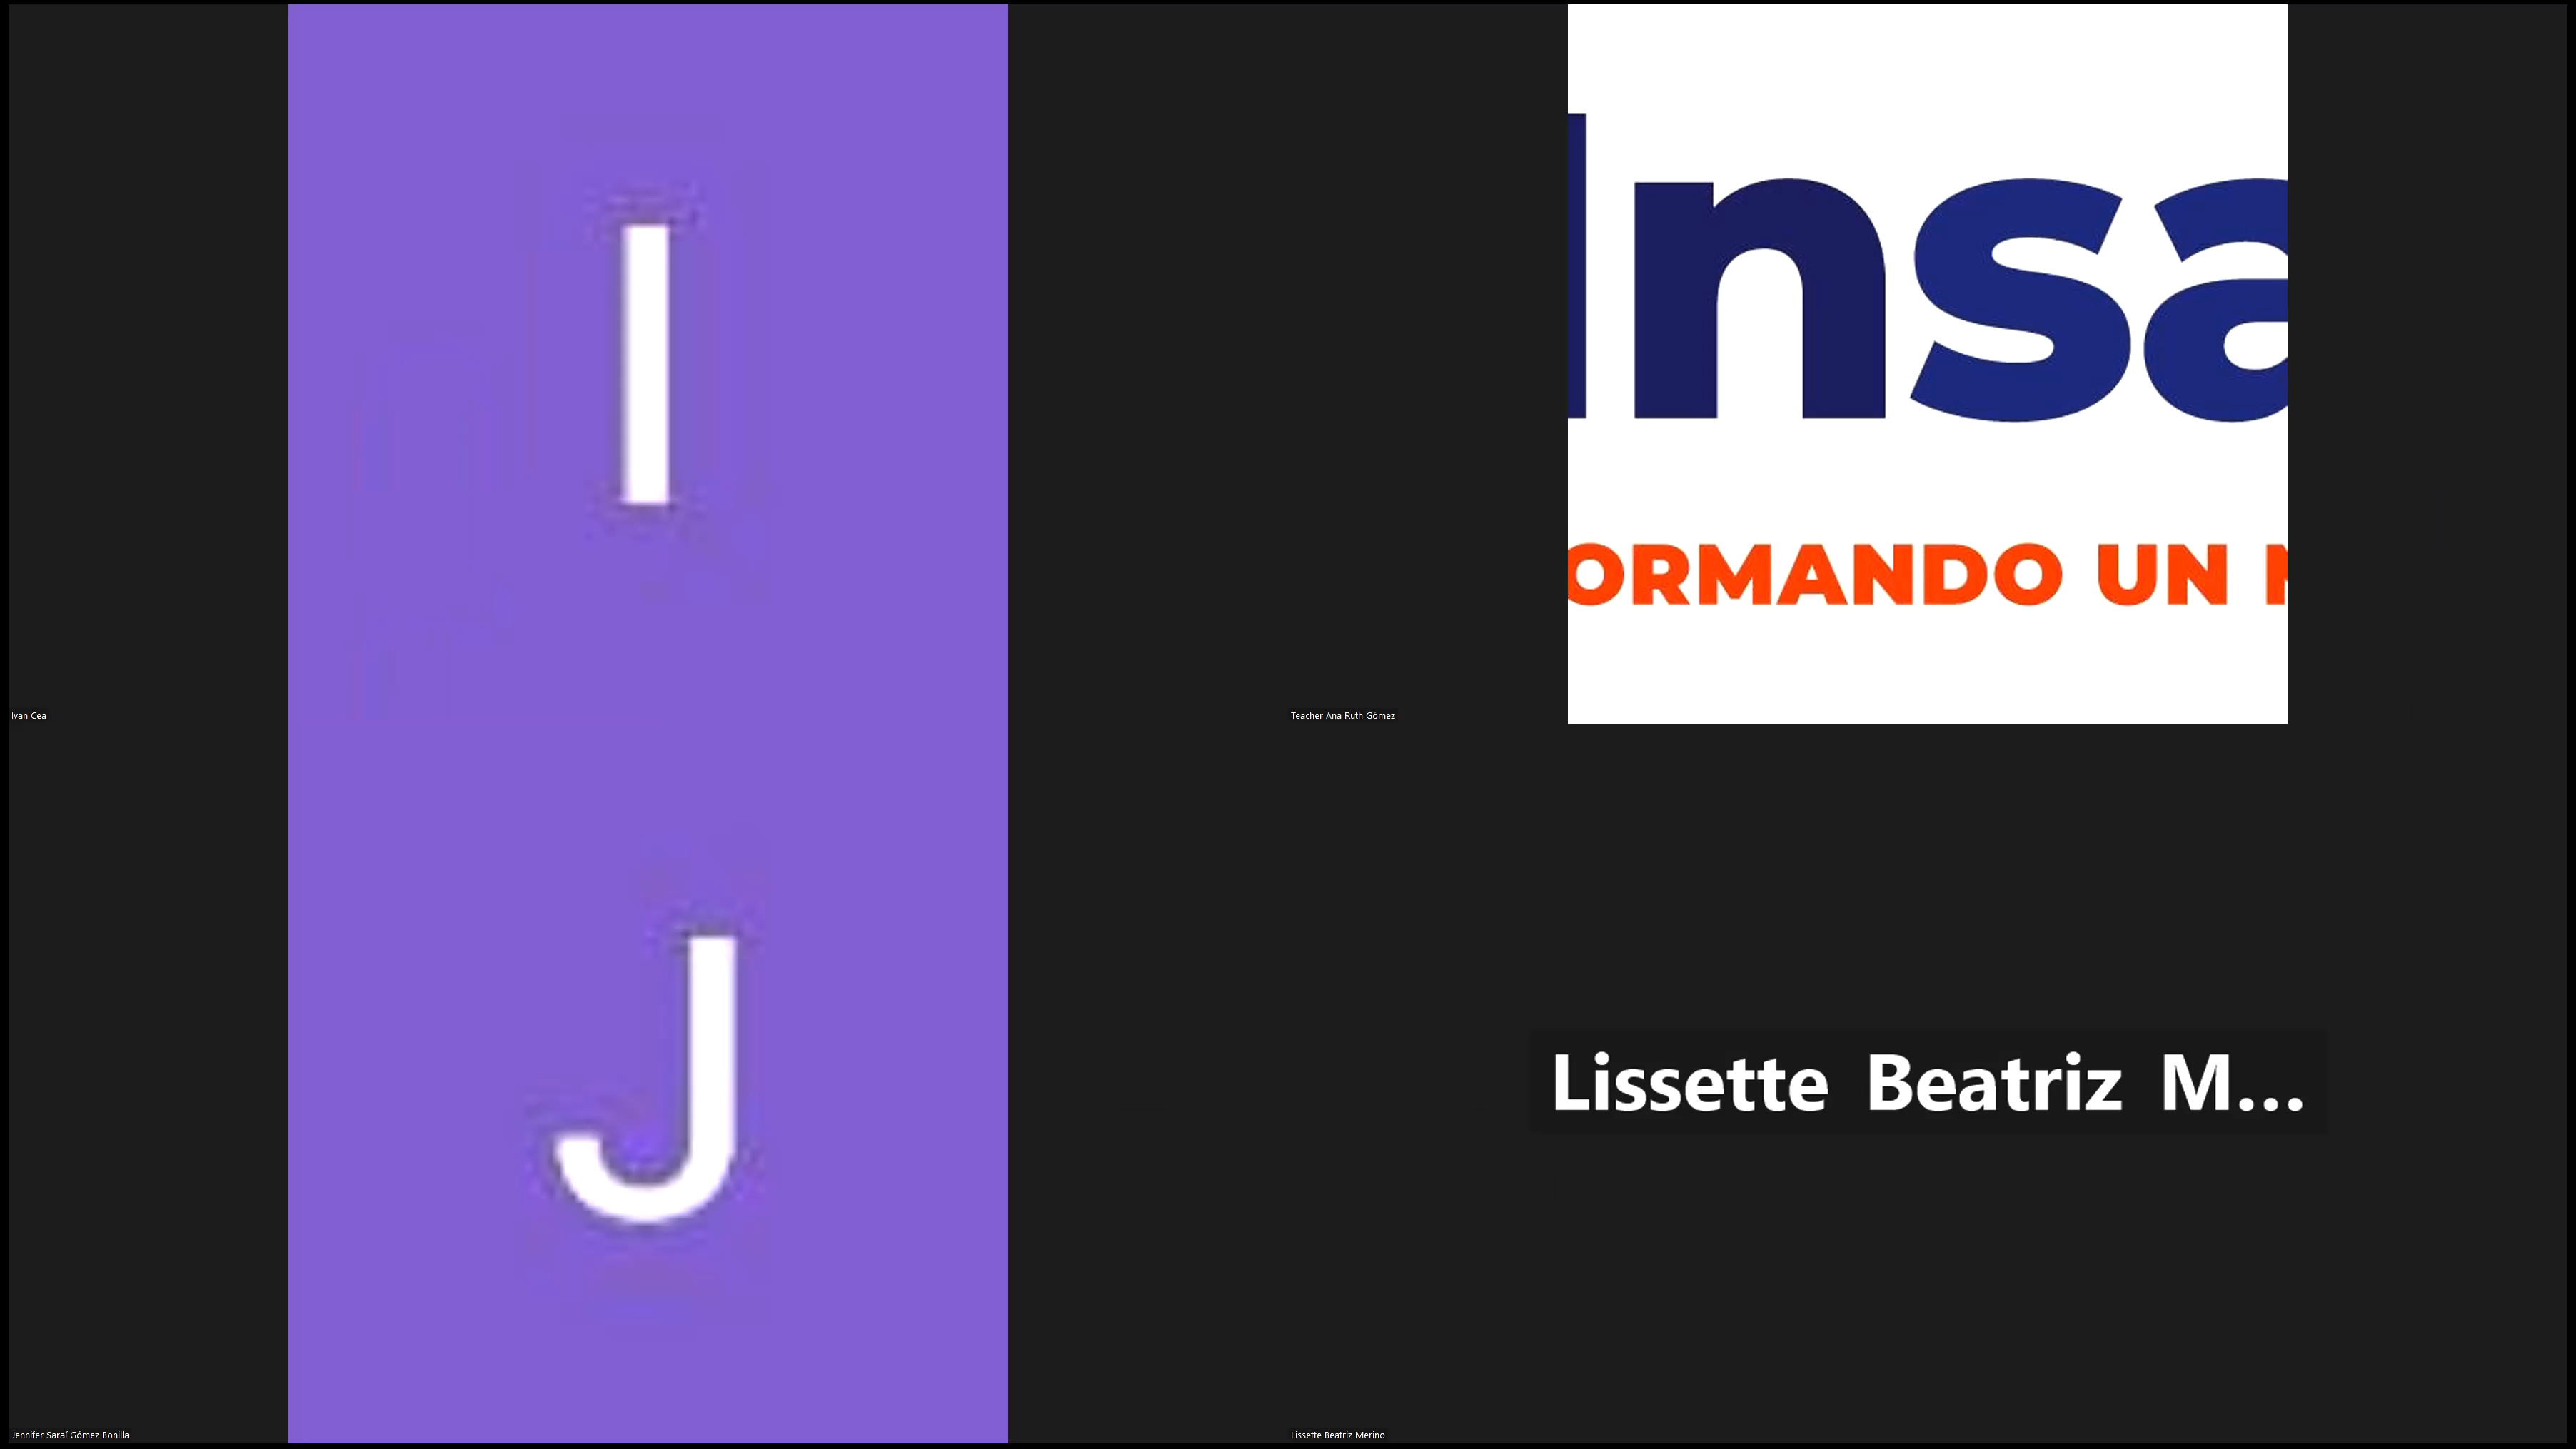 I
Insa
ORMANDO UN
Ivan Cea
Teacher Ana Ruth Gómez
J
Lissette Beatriz M...
Jennifer Saraí Gómez Bonilla
Lissette Beatriz Merino